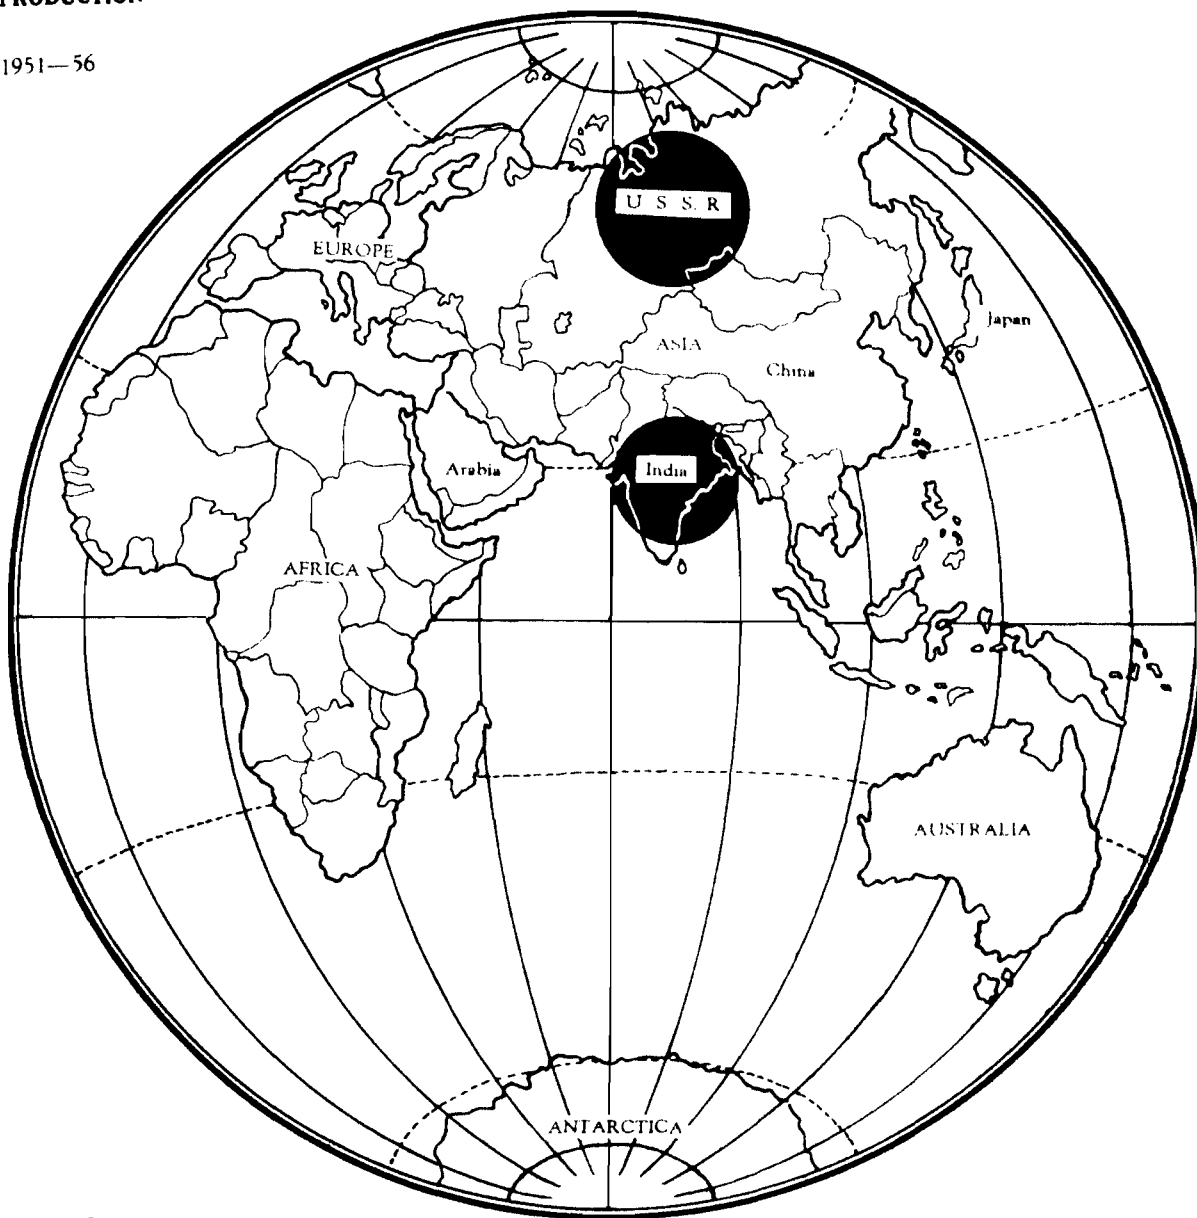 1951—56
U S S. R
EUROPE
Japan
ASIA
China
Arabia
India
AFRICA
AUSTRALIA
ANTARCTICA